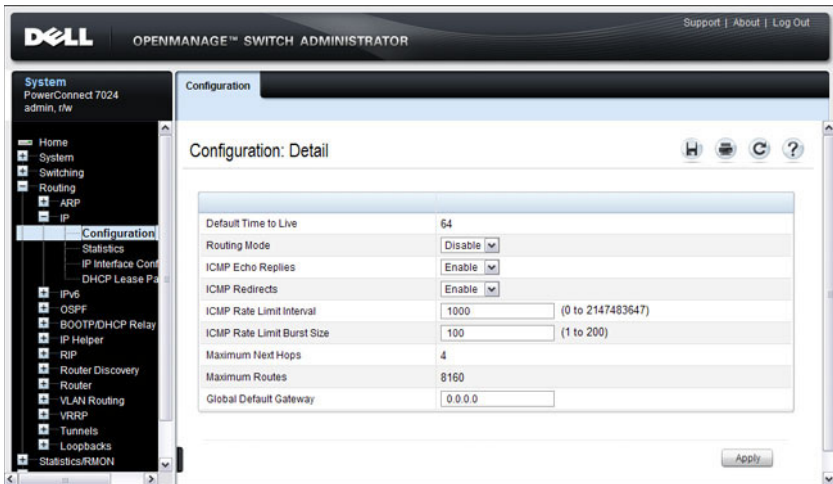 Support | About | Log Out
DELL OPENMANAGE™ SWITCH ADMINISTRATOR
System
PowerConnect 7024
admin, r/w
Home
System
Switching
Routing
ARP
IP
Configuration
Statistics
IP Interface Conf
DHCP Lease Pa
IPv6
OSPF
BOOTP/DHCP Relay
IP Helper
RIP
Router Discovery
Router
VLAN Routing
VRRP
Tunnels
Loopbacks
Statistics/RMON
Configuration
Configuration: Detail
Default Time to Live 64
Routing Mode Disable
ICMP Echo Replies Enable
ICMP Redirects Enable
ICMP Rate Limit Interval 1000 (0 to 2147483647)
ICMP Rate Limit Burst Size 100 (1 to 200)
Maximum Next Hops 4
Maximum Routes 8160
Global Default Gateway 0.0.0.0
Apply